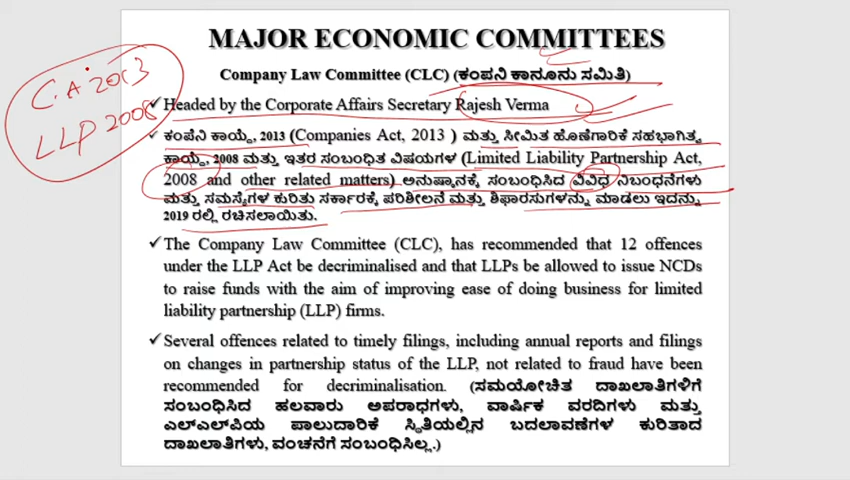 MAJOR ECONOMIC COMMITTEES
Company Law Committee (CLC) (ಕಂಪನಿ ಕಾನೂನು ಸಮಿತಿ)
C.A. 2013
LLP 2008
✓ Headed by the Corporate Affairs Secretary Rajesh Verma
✓ ಕಂಪೆನಿ ಕಾಯ್ದೆ, 2013 (Companies Act, 2013 ) ಮತ್ತು ಸೀಮಿತ ಹೊಣೆಗಾರಿಕೆ ಸಹಭಾಗಿತ್ವ
ಕಾಯ್ದೆ, 2008 ಮತ್ತು ಇತರ ಸಂಬಂಧಿತ ವಿಷಯಗಳ (Limited Liability Partnership Act,
2008 and other related matters) ಅನುಷ್ಠಾನಕ್ಕೆ ಸಂಬಂಧಿಸಿದ ವಿವಿಧ ನಿಬಂಧನೆಗಳು
ಮತ್ತು ಸಮಸ್ಯೆಗಳ ಕುರಿತು ಸರ್ಕಾರಕ್ಕೆ ಪರಿಶೀಲನೆ ಮತ್ತು ಶಿಫಾರಸುಗಳನ್ನು ಮಾಡಲು ಇದನ್ನು
2019 ರಲ್ಲಿ ರಚಿಸಲಾಯಿತು.
✓ The Company Law Committee (CLC), has recommended that 12 offences
under the LLP Act be decriminalised and that LLPs be allowed to issue NCDs
to raise funds with the aim of improving ease of doing business for limited
liability partnership (LLP) firms.
✓ Several offences related to timely filings, including annual reports and filings
on changes in partnership status of the LLP, not related to fraud have been
recommended for decriminalisation. (ಸಮಯೋಚಿತ ದಾಖಲಾತಿಗಳಿಗೆ
ಸಂಬಂಧಿಸಿದ ಹಲವಾರು ಅಪರಾಧಗಳು, ವಾರ್ಷಿಕ ವರದಿಗಳು ಮತ್ತು
ಎಲ್ಎಲ್‌ಪಿಯ ಪಾಲುದಾರಿಕೆ ಸ್ಥಿತಿಯಲ್ಲಿನ ಬದಲಾವಣೆಗಳ ಕುರಿತಾದ
ದಾಖಲಾತಿಗಳು, ವಂಚನೆಗೆ ಸಂಬಂಧಿಸಿಲ್ಲ.)